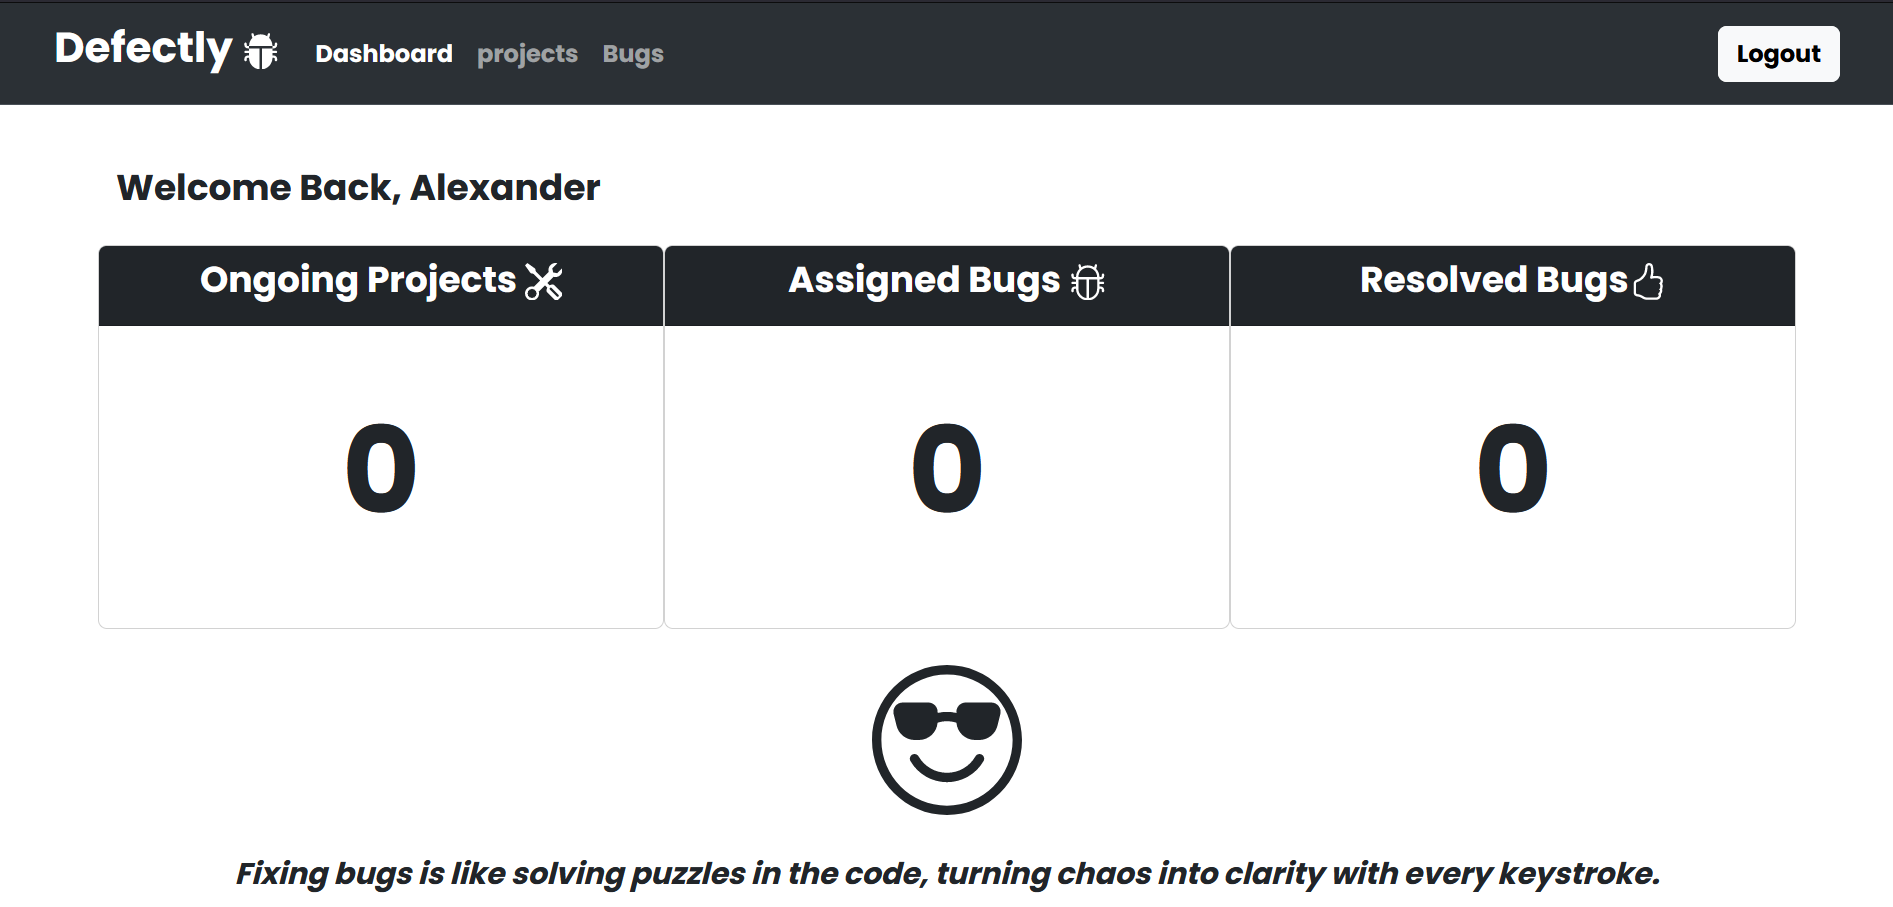 Defectly Dashboard projects Bugs Logout
Welcome Back, Alexander
Ongoing Projects Assigned Bugs Resolved Bugs
0 0 0
Fixing bugs is like solving puzzles in the code, turning chaos into clarity with every keystroke.